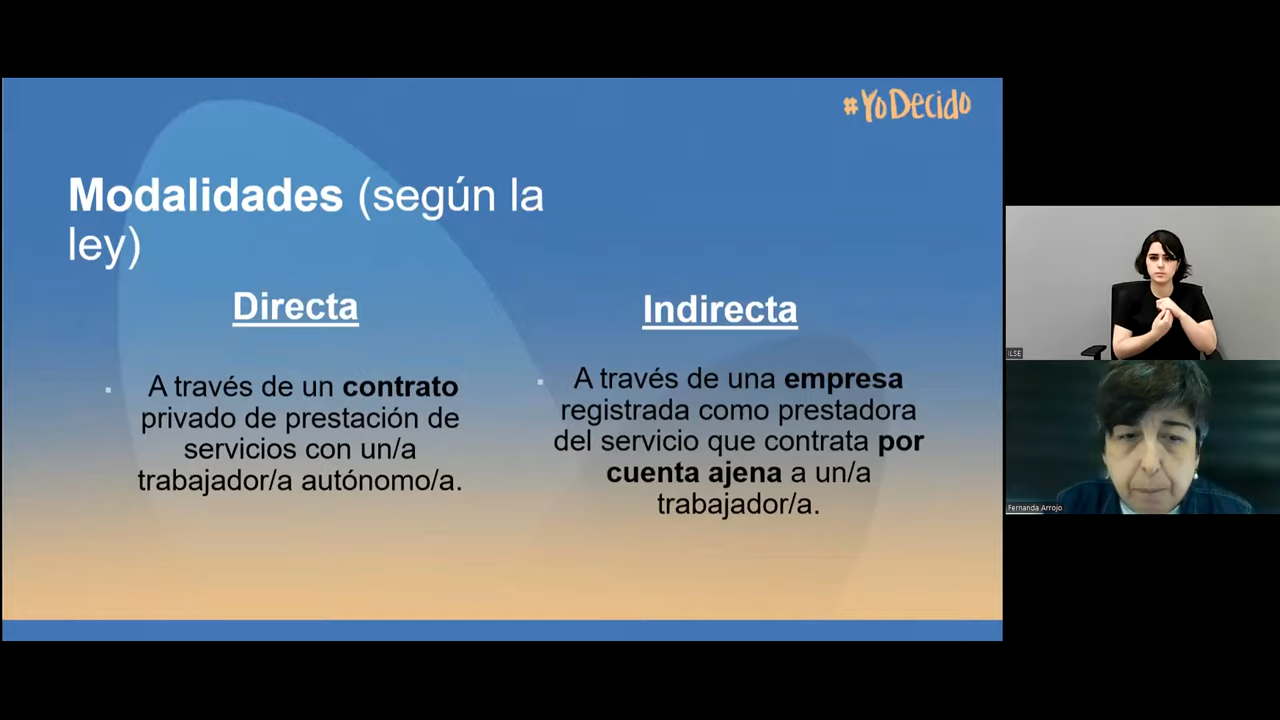 #YoDecido
Modalidades (según la
ley)
Directa
A través de un contrato
privado de prestación de
servicios con un/a
trabajador/a autónomo/a.
Indirecta
A través de una empresa
registrada como prestadora
del servicio que contrata por
cuenta ajena a un/a
trabajador/a.
ILSE
Fernanda Arrojo